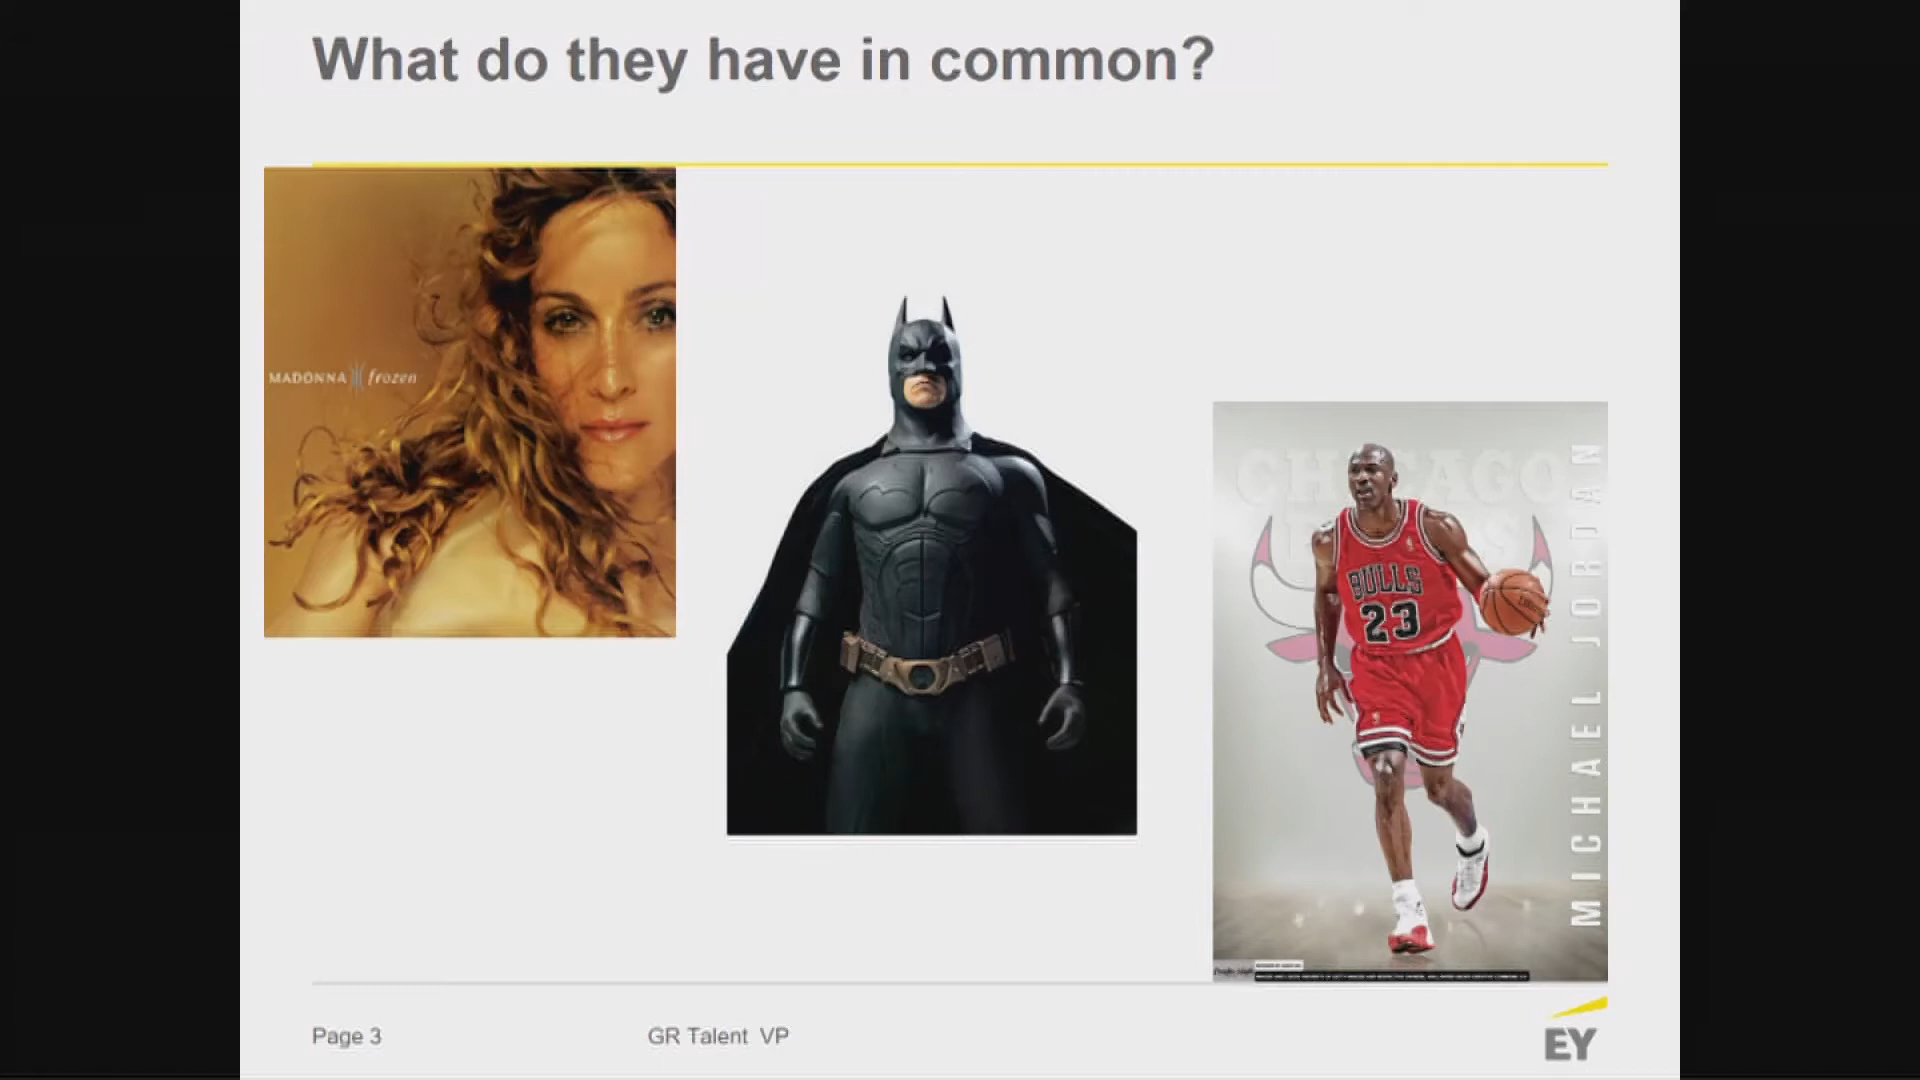 What do they have in common?
MADONNA frozen
CHICAGO
BULLS
23
MICHAEL JORDAN
Page 3
GR Talent VP
EY